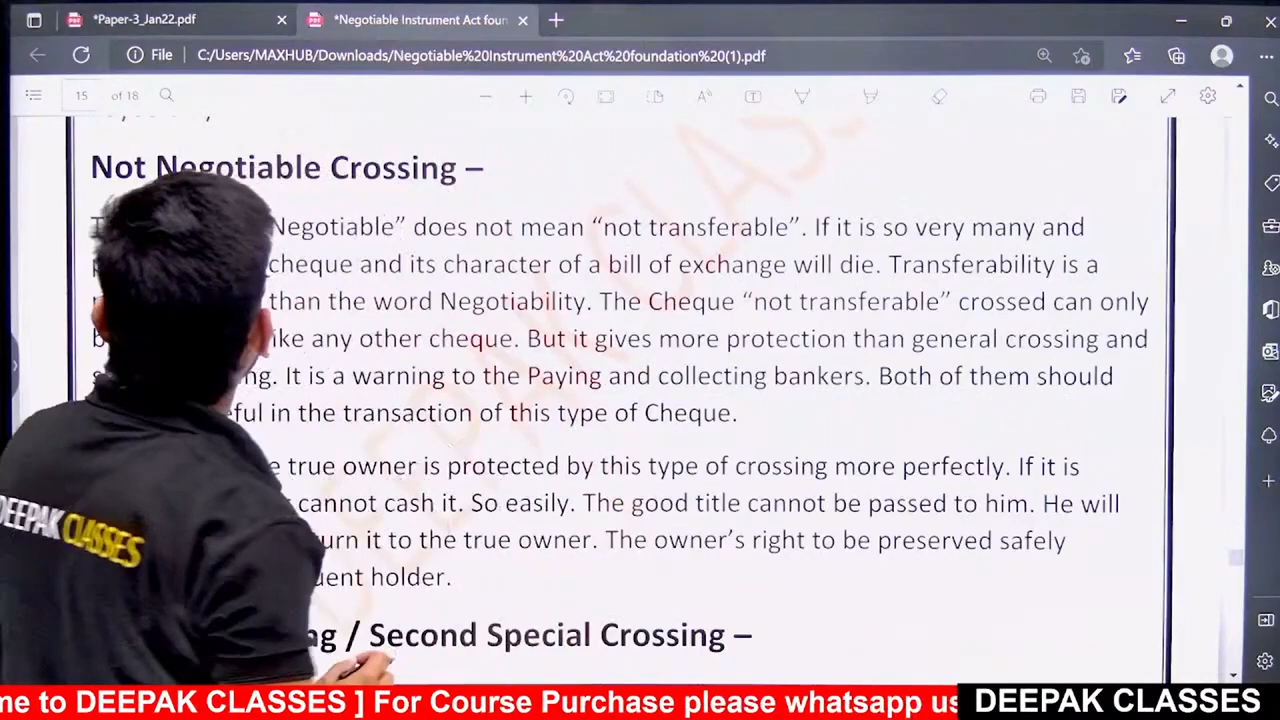 *Paper-3_Jan22.pdf
*Negotiable Instrument Act foun
File
C:/Users/MAXHUB/Downloads/Negotiable%20Instrument%20Act%20foundation%20(1).pdf
15 of 18
Not Negotiable Crossing –
Negotiable” does not mean “not transferable”. If it is so very many and
cheque and its character of a bill of exchange will die. Transferability is a
than the word Negotiability. The Cheque “not transferable” crossed can only
like any other cheque. But it gives more protection than general crossing and
It is a warning to the Paying and collecting bankers. Both of them should
in the transaction of this type of Cheque.
true owner is protected by this type of crossing more perfectly. If it is
cannot cash it. So easily. The good title cannot be passed to him. He will
it to the true owner. The owner’s right to be preserved safely
holder.
/ Second Special Crossing –
DEEPAK CLASS
DEEPAK CLASSES
me to DEEPAK CLASSES ] For Course Purchase please whatsapp us
DEEPAK CLASSES